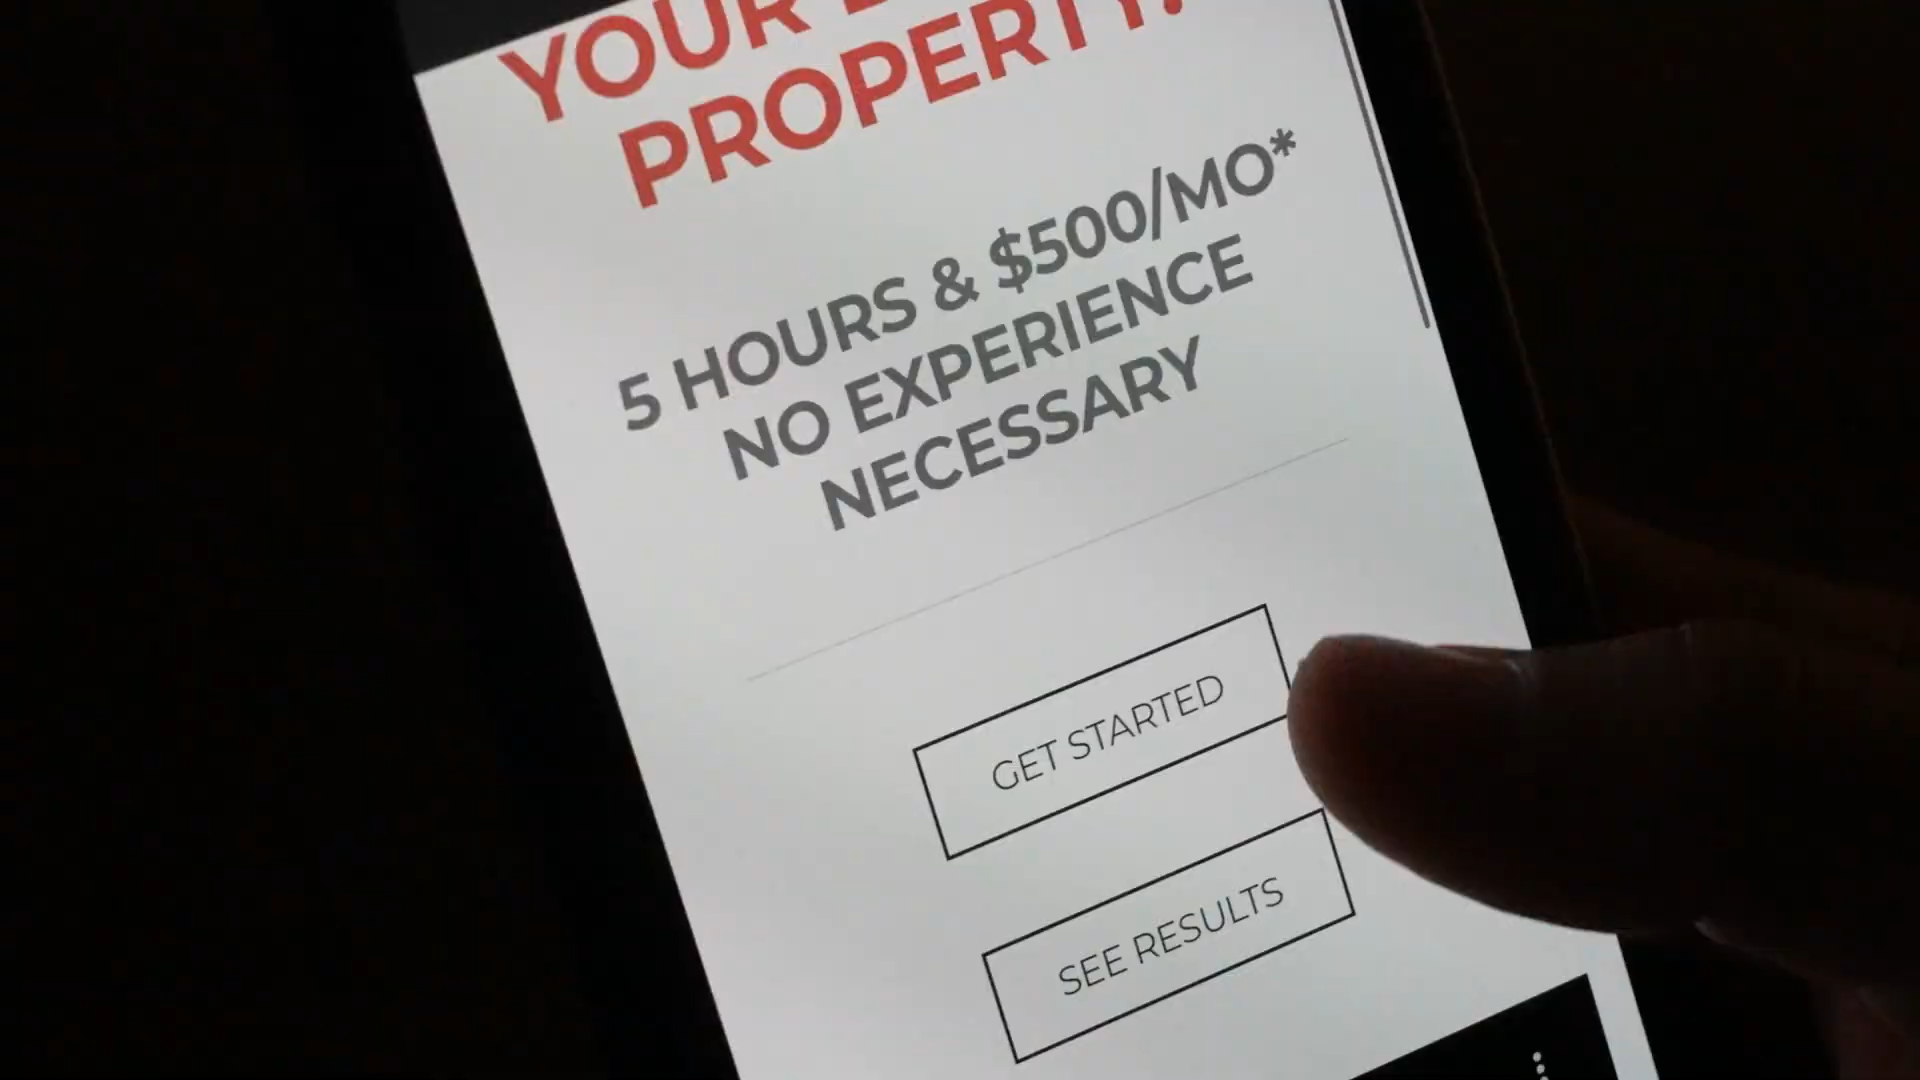 YOUR
PROPERTY!
5 HOURS & $500/MO*
NO EXPERIENCE
NECESSARY
GET STARTED
SEE RESULTS